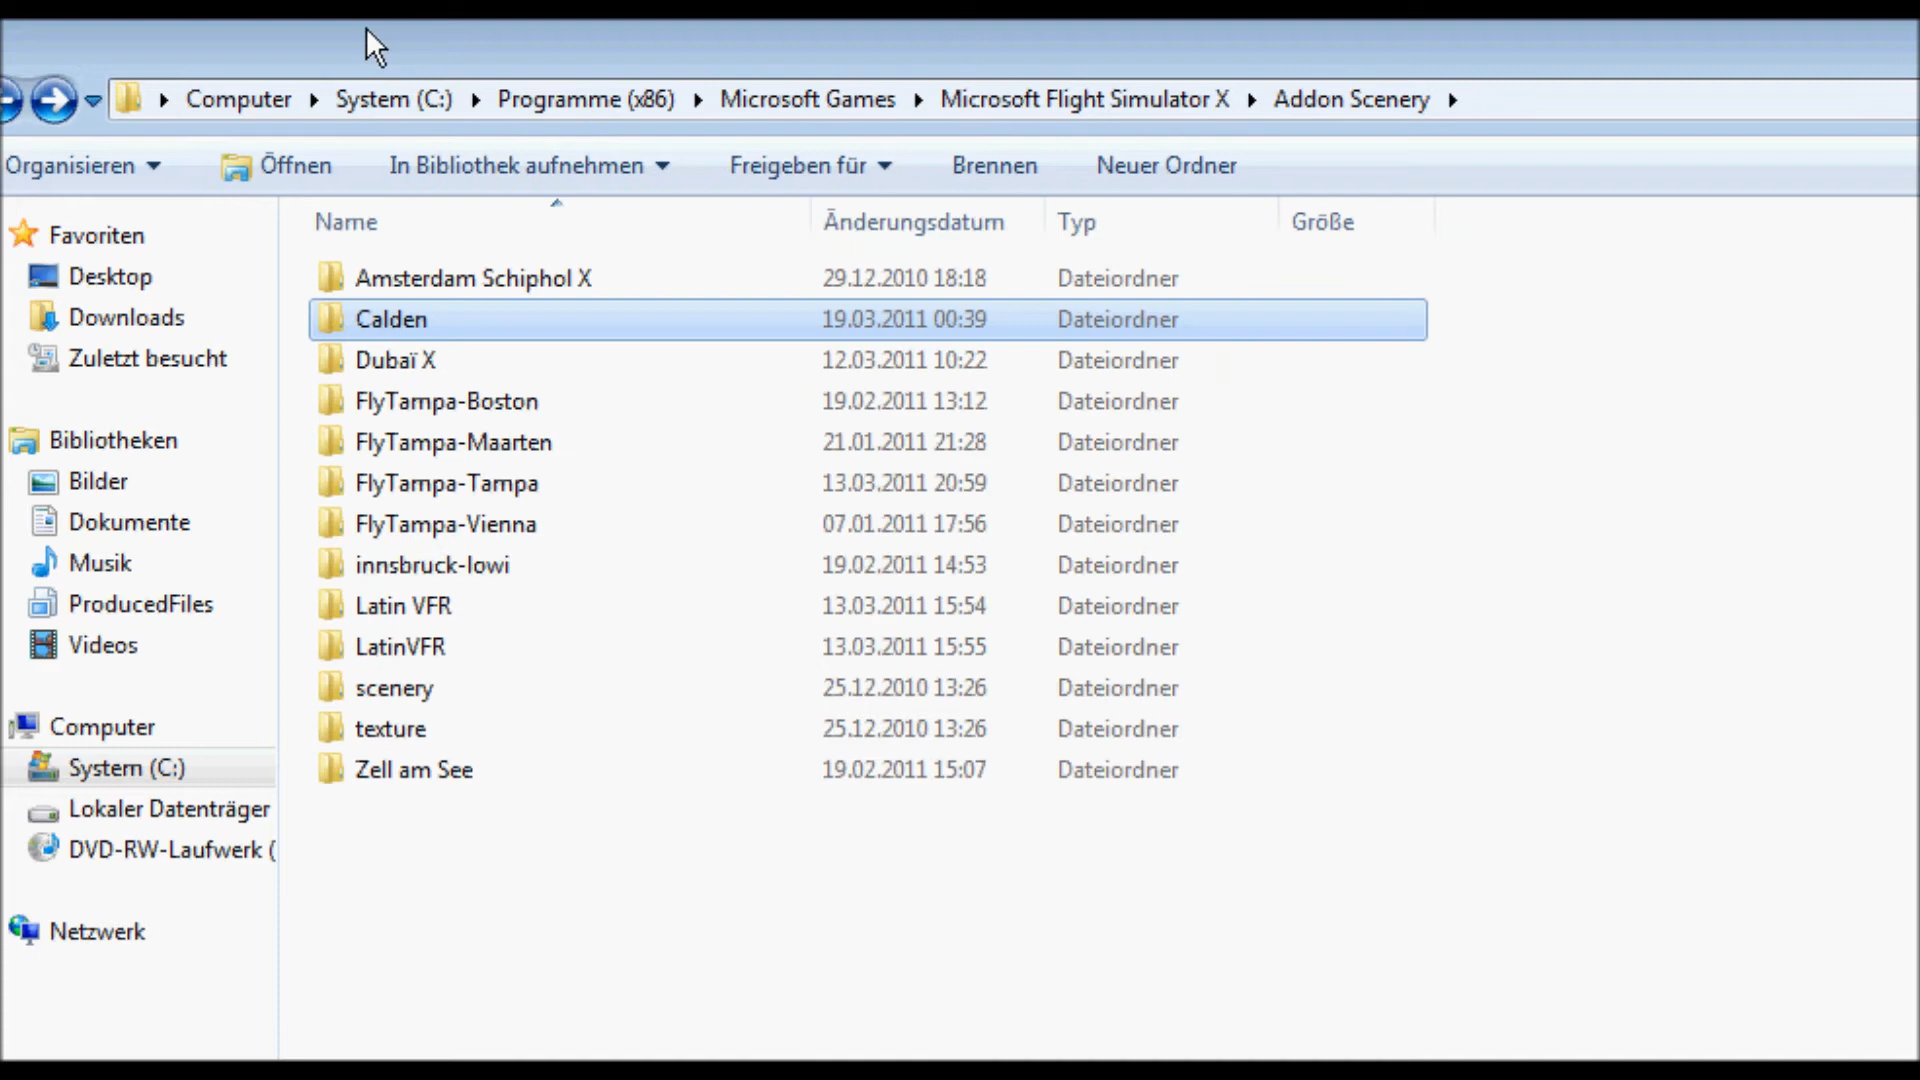 Computer System (C:) Programme (x86) Microsoft Games Microsoft Flight Simulator X Addon Scenery
Organisieren Öffnen In Bibliothek aufnehmen Freigeben für Brennen Neuer Ordner
Name Änderungsdatum Typ Größe
Favoriten
Desktop
Downloads
Zuletzt besucht
Bibliotheken
Bilder
Dokumente
Musik
ProducedFiles
Videos
Computer
System (C:)
Lokaler Datenträger
DVD-RW-Laufwerk (
Netzwerk
Amsterdam Schiphol X 29.12.2010 18:18 Dateiordner
Calden 19.03.2011 00:39 Dateiordner
Dubaï X 12.03.2011 10:22 Dateiordner
FlyTampa-Boston 19.02.2011 13:12 Dateiordner
FlyTampa-Maarten 21.01.2011 21:28 Dateiordner
FlyTampa-Tampa 13.03.2011 20:59 Dateiordner
FlyTampa-Vienna 07.01.2011 17:56 Dateiordner
innsbruck-lowi 19.02.2011 14:53 Dateiordner
Latin VFR 13.03.2011 15:54 Dateiordner
LatinVFR 13.03.2011 15:55 Dateiordner
scenery 25.12.2010 13:26 Dateiordner
texture 25.12.2010 13:26 Dateiordner
Zell am See 19.02.2011 15:07 Dateiordner